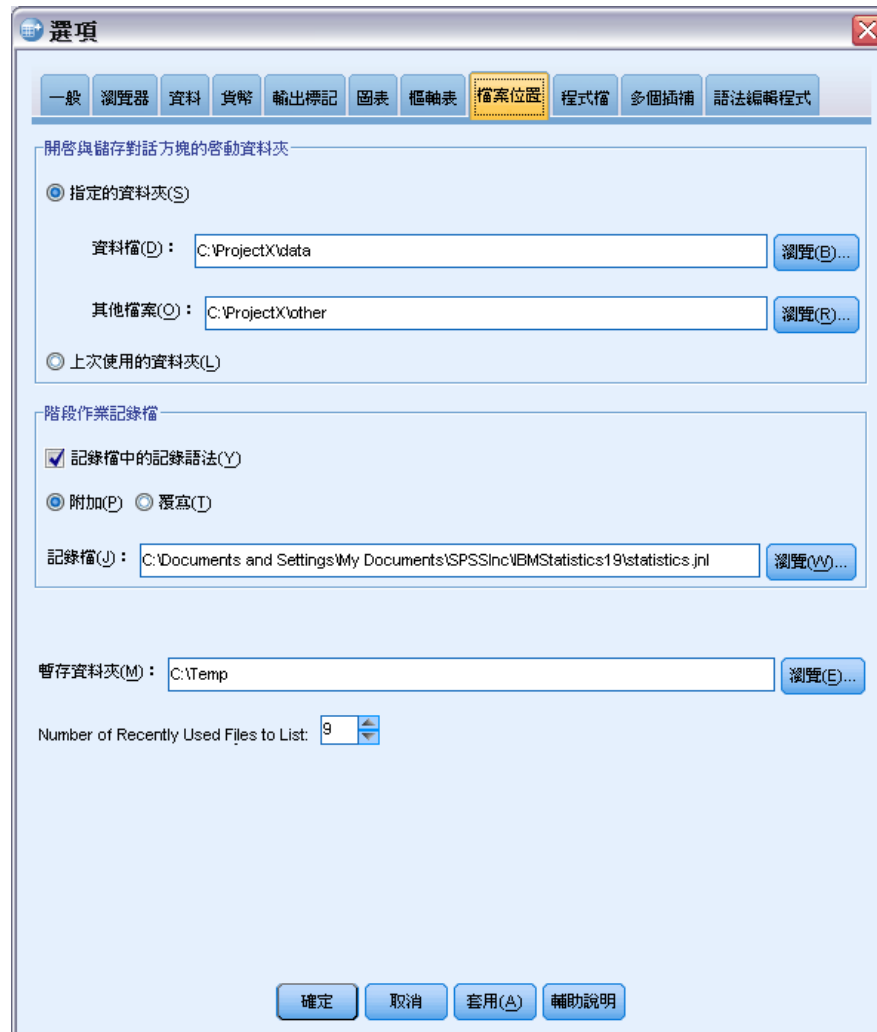 選項
一般 瀏覽器 資料 貨幣 輸出標記 圖表 樞軸表 檔案位置 程式檔 多個插補 語法編輯程式
開啟與儲存對話方塊的啟動資料夾
指定的資料夾(S)
資料檔(D)： C:\ProjectX\data 瀏覽(B)...
其他檔案(O)： C:\ProjectX\other 瀏覽(R)...
上次使用的資料夾(L)
階段作業記錄檔
記錄檔中的記錄語法(Y)
附加(P) 覆寫(T)
記錄檔(J)： C:\Documents and Settings\My Documents\SPSSInc\IBMStatistics19\statistics.jnl 瀏覽(W)...
暫存資料夾(M)： C:\Temp 瀏覽(E)...
Number of Recently Used Files to List: 9
確定 取消 套用(A) 輔助說明